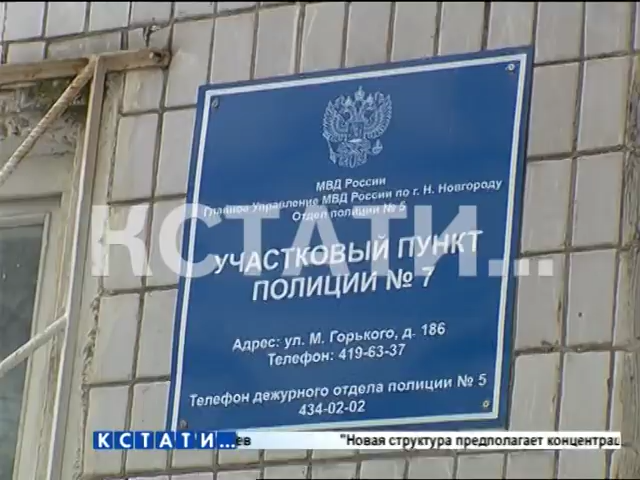 МВД России
Главное Управление МВД России по г. Н. Новгороду
Отдел полиции № 5
КСТАТИ...
УЧАСТКОВЫЙ ПУНКТ
ПОЛИЦИИ № 7
Адрес: ул. М. Горького, д. 186
Телефон: 419-63-37
Телефон дежурного отдела полиции № 5
434-02-02
КСТАТИ... ев "Новая структура предполагает концентрац